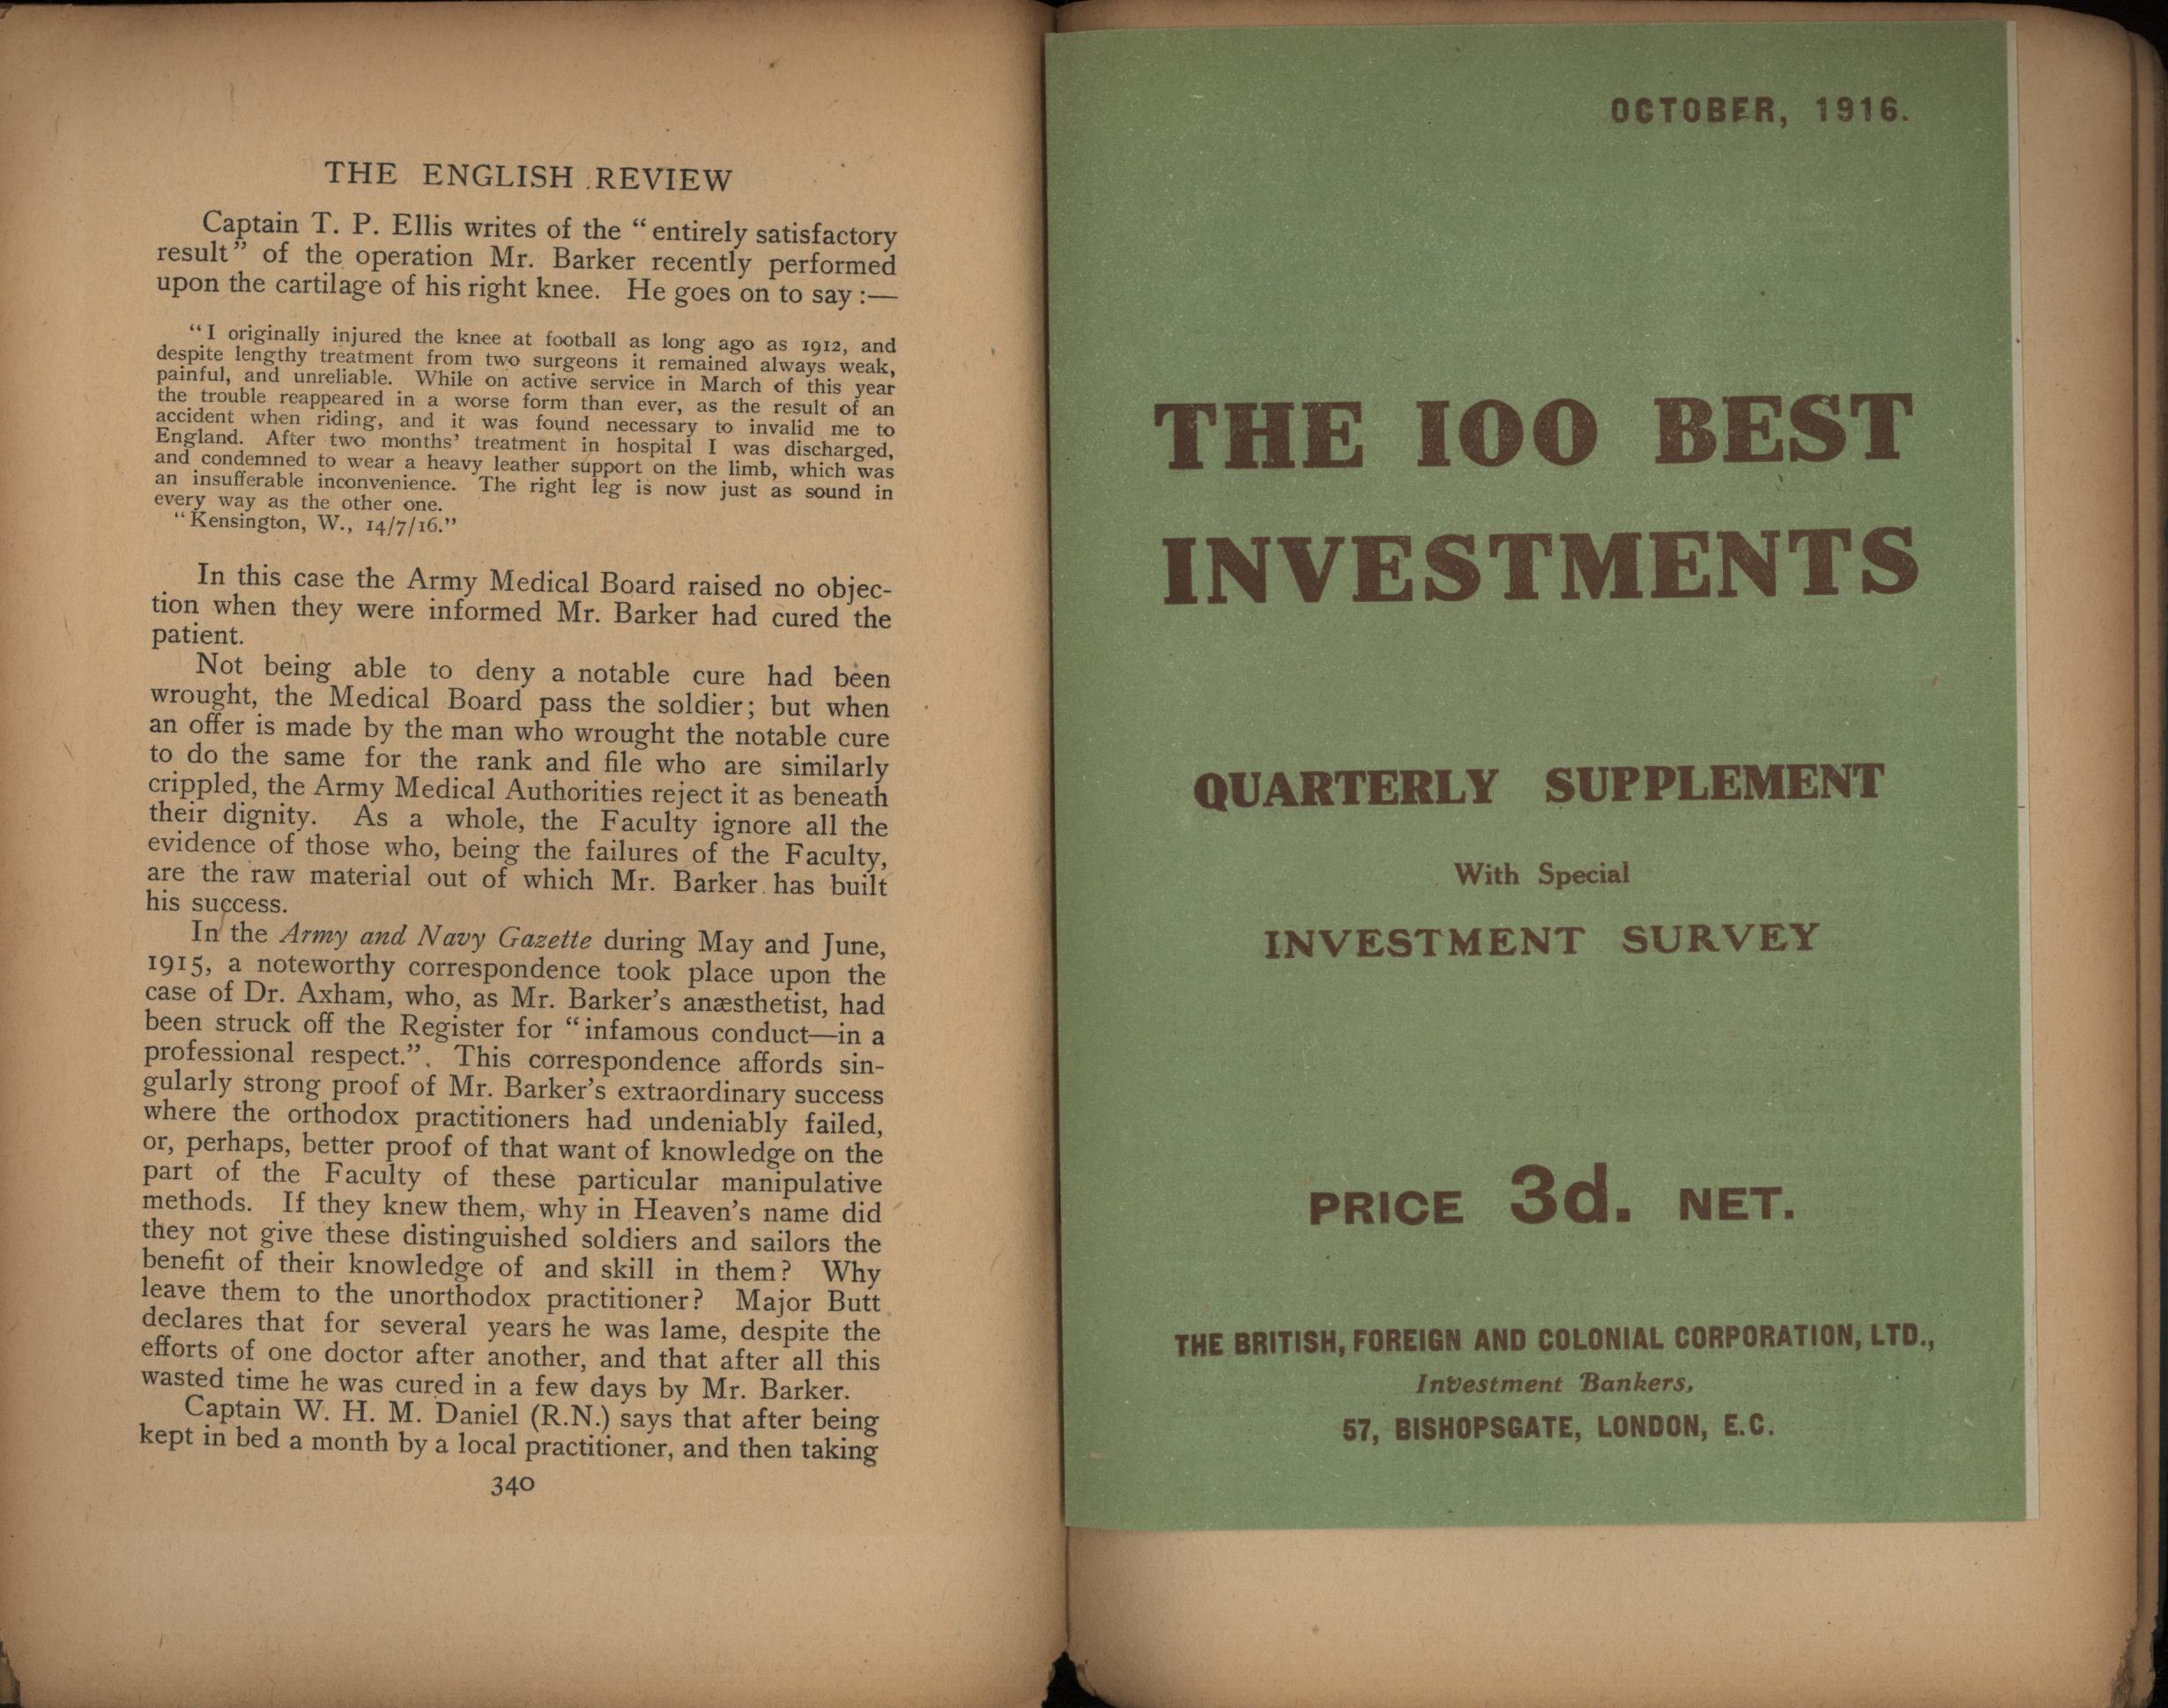 THE ENGLISH REVIEW
Captain T. P. Ellis writes of the “entirely satisfactory
result” of the operation Mr. Barker recently performed
upon the cartilage of his right knee. He goes on to say:—
“I originally injured the knee at football as long ago as 1912, and
despite lengthy treatment from two surgeons it remained always weak,
painful, and unreliable. While on active service in March of this year
the trouble reappeared in a worse form than ever, as the result of an
accident when riding, and it was found necessary to invalid me to
England. After two months’ treatment in hospital I was discharged,
and condemned to wear a heavy leather support on the limb, which was
an insufferable inconvenience. The right leg is now just as sound in
every way as the other one.
“Kensington, W., 14/7/16.”
In this case the Army Medical Board raised no objec-
tion when they were informed Mr. Barker had cured the
patient.
Not being able to deny a notable cure had been
wrought, the Medical Board pass the soldier; but when
an offer is made by the man who wrought the notable cure
to do the same for the rank and file who are similarly
crippled, the Army Medical Authorities reject it as beneath
their dignity. As a whole, the Faculty ignore all the
evidence of those who, being the failures of the Faculty,
are the raw material out of which Mr. Barker has built
his success.
In the Army and Navy Gazette during May and June,
1915, a noteworthy correspondence took place upon the
case of Dr. Axham, who, as Mr. Barker’s anæsthetist, had
been struck off the Register for “infamous conduct—in a
professional respect.”. This correspondence affords sin-
gularly strong proof of Mr. Barker’s extraordinary success
where the orthodox practitioners had undeniably failed,
or, perhaps, better proof of that want of knowledge on the
part of the Faculty of these particular manipulative
methods. If they knew them, why in Heaven’s name did
they not give these distinguished soldiers and sailors the
benefit of their knowledge of and skill in them? Why
leave them to the unorthodox practitioner? Major Butt
declares that for several years he was lame, despite the
efforts of one doctor after another, and that after all this
wasted time he was cured in a few days by Mr. Barker.
Captain W. H. M. Daniel (R.N.) says that after being
kept in bed a month by a local practitioner, and then taking
340
OCTOBER, 1916.
THE 100 BEST
INVESTMENTS
QUARTERLY SUPPLEMENT
With Special
INVESTMENT SURVEY
PRICE 3d. NET.
THE BRITISH, FOREIGN AND COLONIAL CORPORATION, LTD.,
Investment Bankers,
57, BISHOPSGATE, LONDON, E.C.